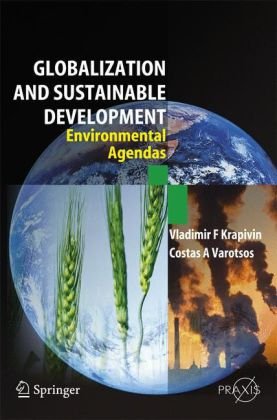 GLOBALIZATION
AND SUSTAINABLE
DEVELOPMENT
Environmental
Agendas
Vladimir F Krapivin
Costas A Varotsos
Springer
PRAXIS